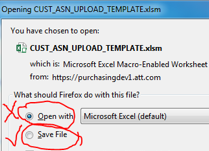 Opening CUST_ASN_UPLOAD_TEMPLATE.xlsm
You have chosen to open:
CUST_ASN_UPLOAD_TEMPLATE.xlsm
which is: Microsoft Excel Macro-Enabled Worksheet
from: https://purchasingdev1.att.com
What should Firefox do with this file?
Open with Microsoft Excel (default)
Save File